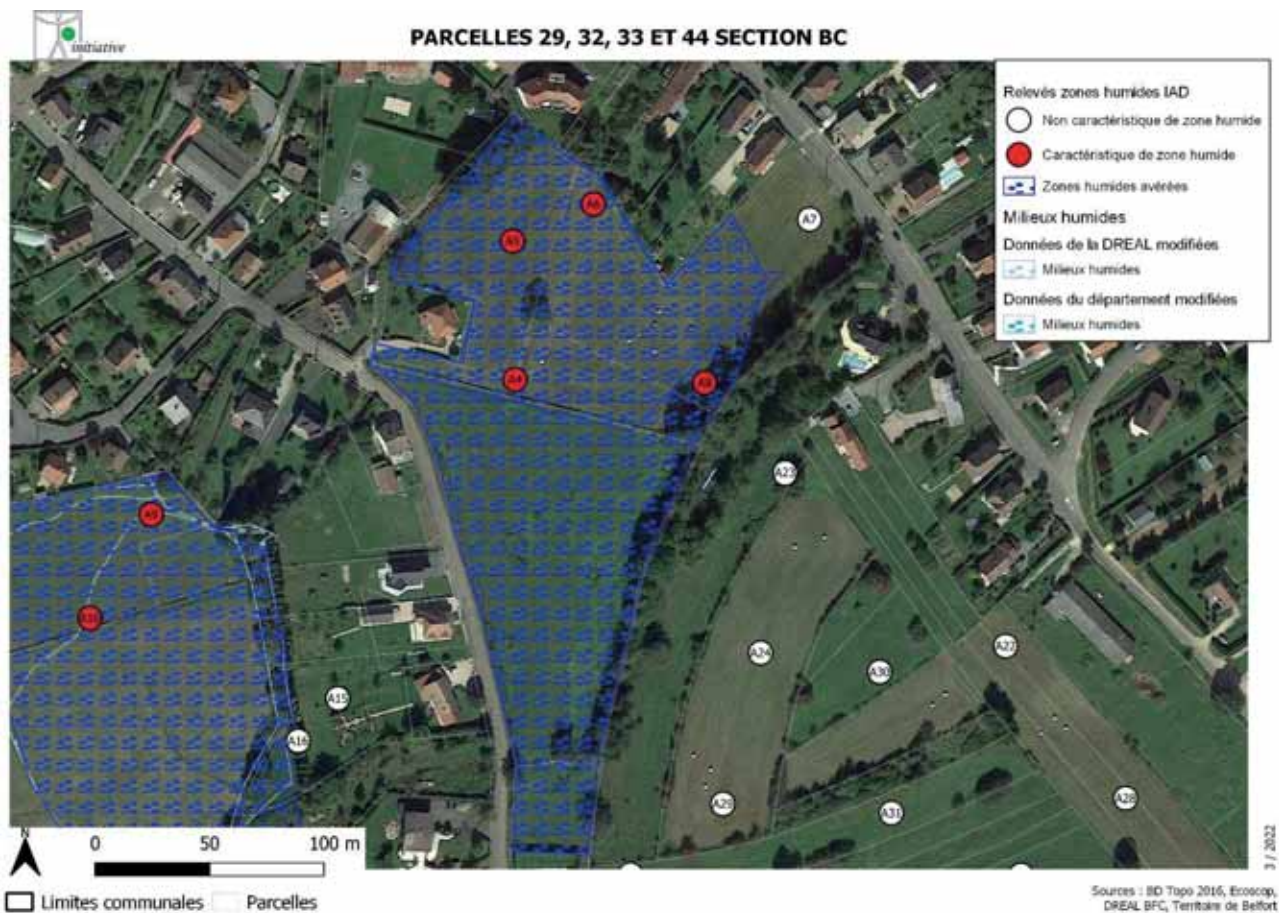 initiative
PARCELLES 29, 32, 33 ET 44 SECTION BC
Relevés zones humides IAD
Non caractéristique de zone humide
Caractéristique de zone humide
Zones humides avérées
Milieux humides
Données de la DREAL modifiées
Milieux humides
Données du département modifiées
Milieux humides
A6
A7
A5
A4
A8
A23
A9
A24
A22
A30
A15
A16
A28
A31
N
0 50 100 m
Limites communales Parcelles
3 / 2022
Sources : BD Topo 2016, Ecoscop,
DREAL BFC, Territoire de Belfort